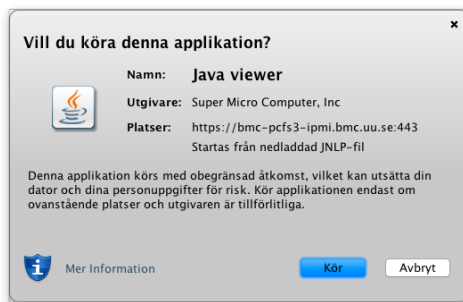 Vill du köra denna applikation?
Namn: Java viewer
Utgivare: Super Micro Computer, Inc
Platser: https://bmc-pcfs3-ipmi.bmc.uu.se:443
Startas från nedladdad JNLP-fil
Denna applikation körs med obegränsad åtkomst, vilket kan utsätta din
dator och dina personuppgifter för risk. Kör applikationen endast om
ovanstående platser och utgivaren är tillförlitliga.
Mer Information
Kör
Avbryt